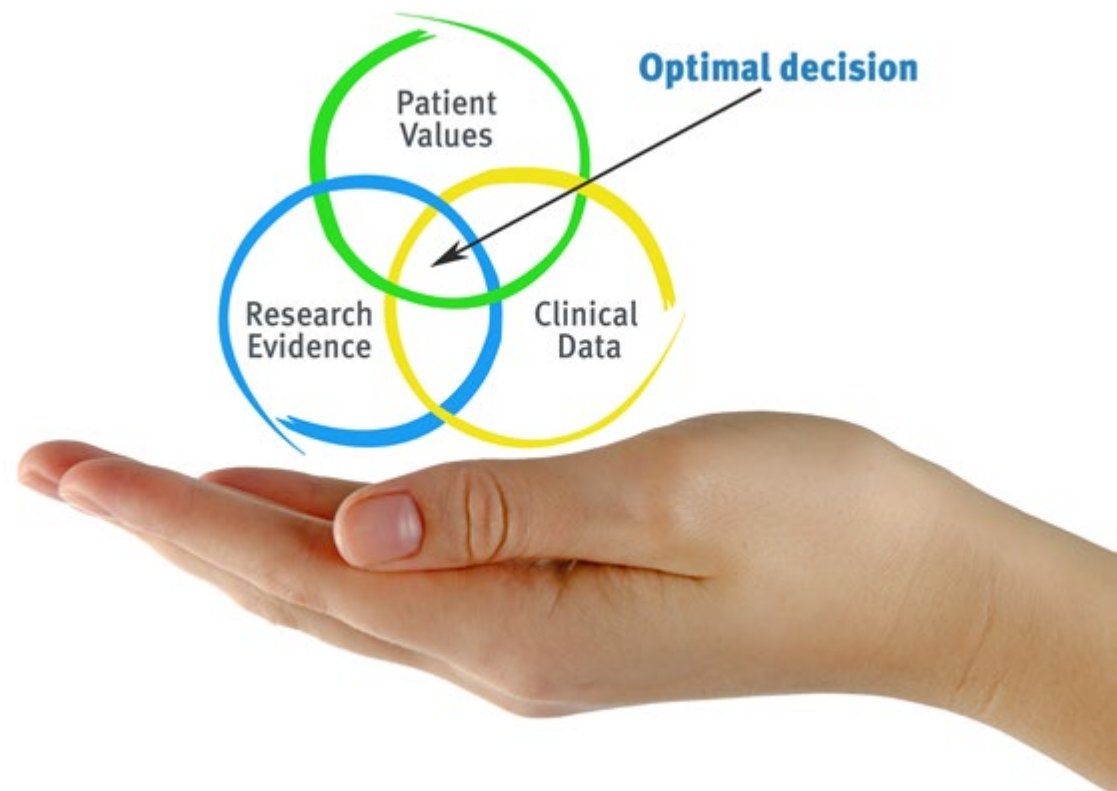 Optimal decision
Patient
Values
Research
Evidence
Clinical
Data